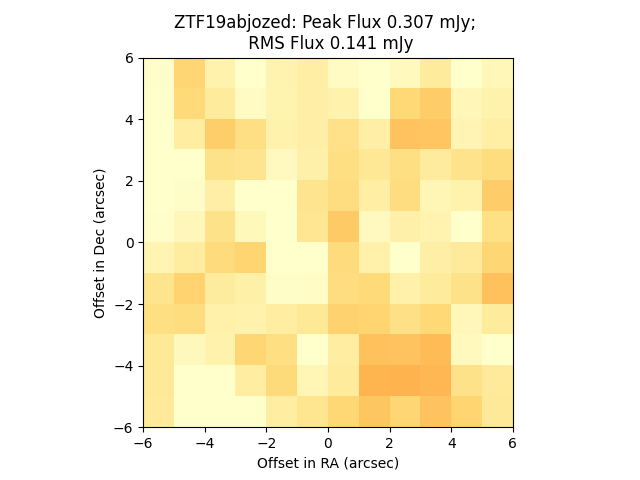 ZTF19abjozed: Peak Flux 0.307 mJy;
RMS Flux 0.141 mJy
6
4
2
0
−2
−4
−6
Offset in Dec (arcsec)
−6 −4 −2 0 2 4 6
Offset in RA (arcsec)